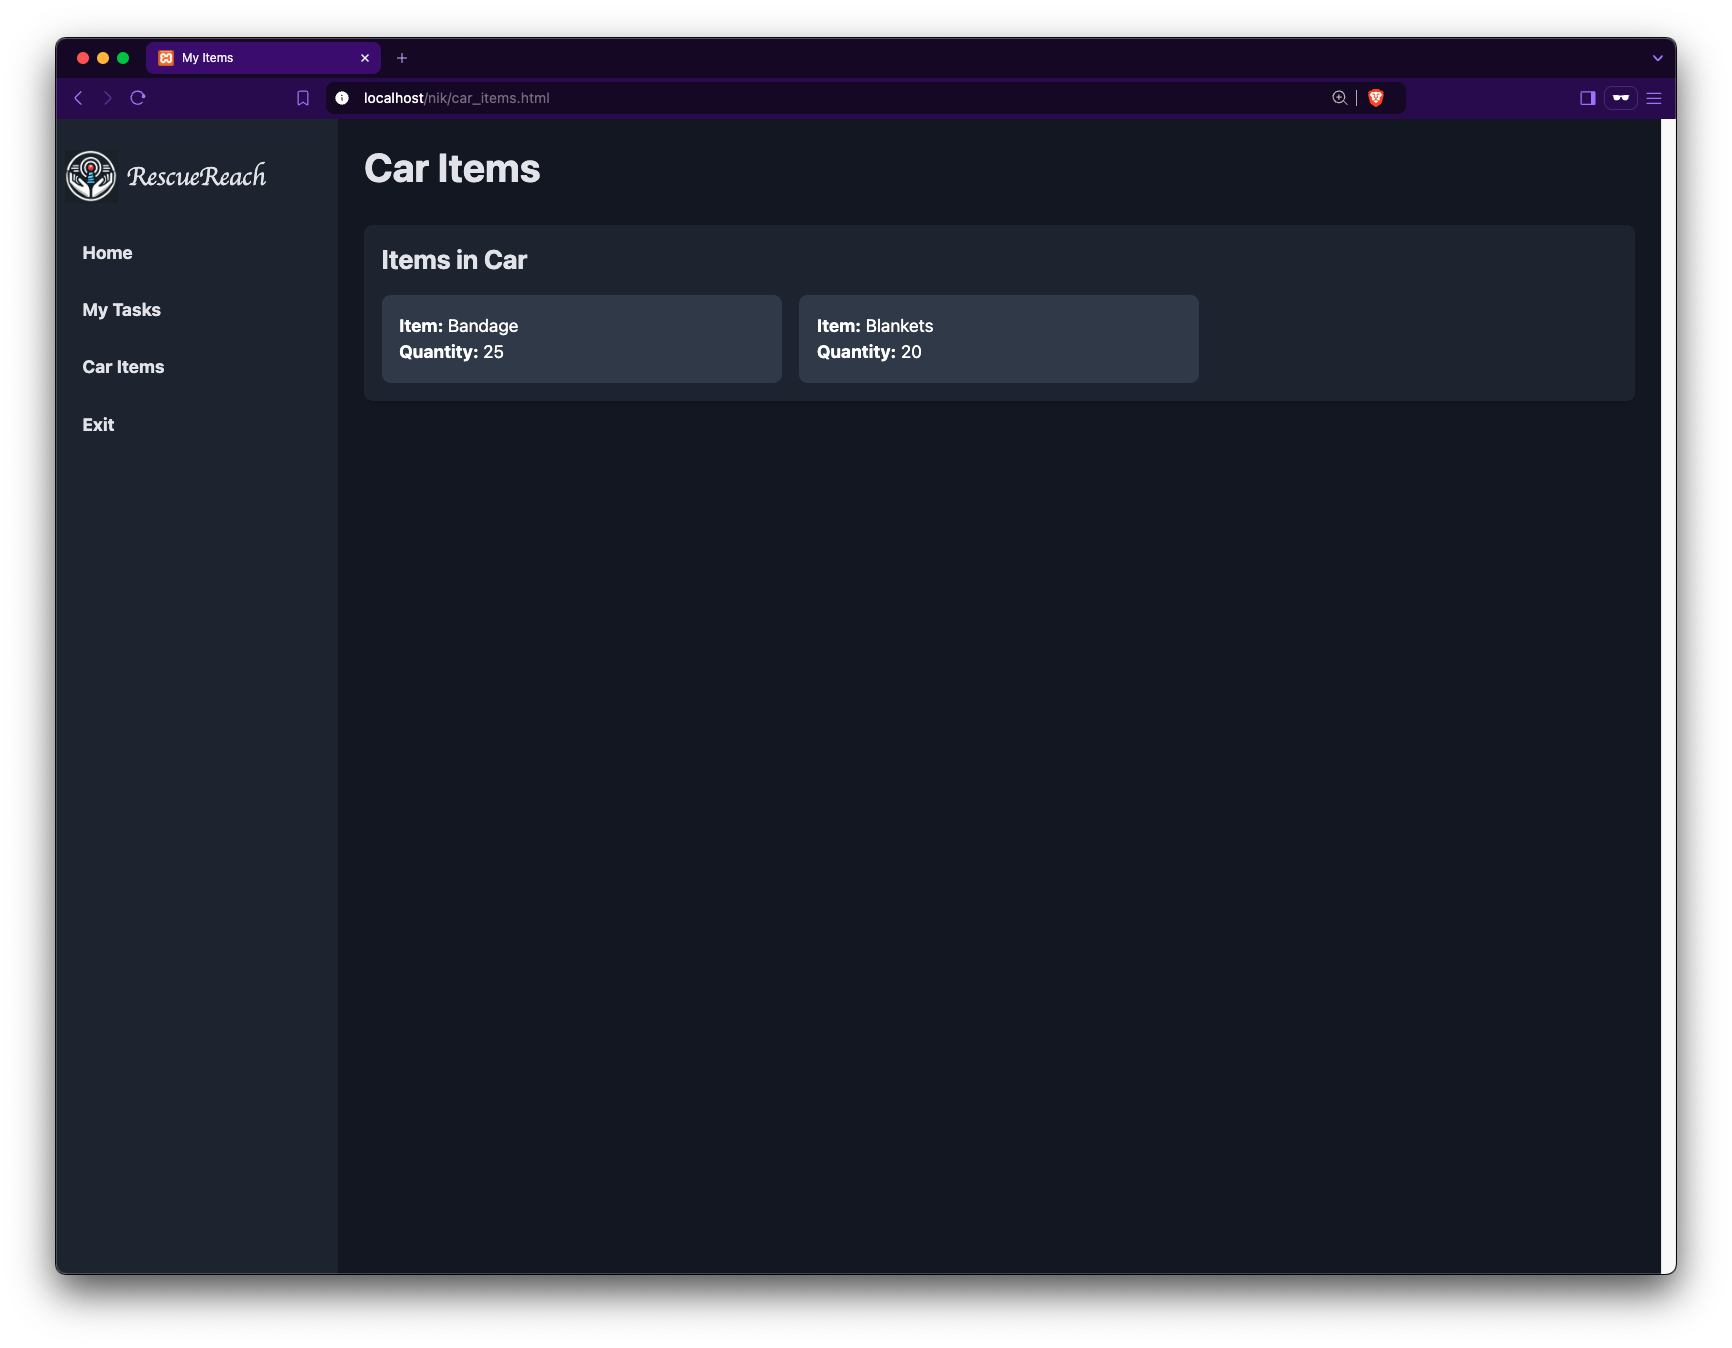 My Items
localhost/nik/car_items.html
RescueReach
Home
My Tasks
Car Items
Exit
Car Items
Items in Car
Item: Bandage
Quantity: 25
Item: Blankets
Quantity: 20